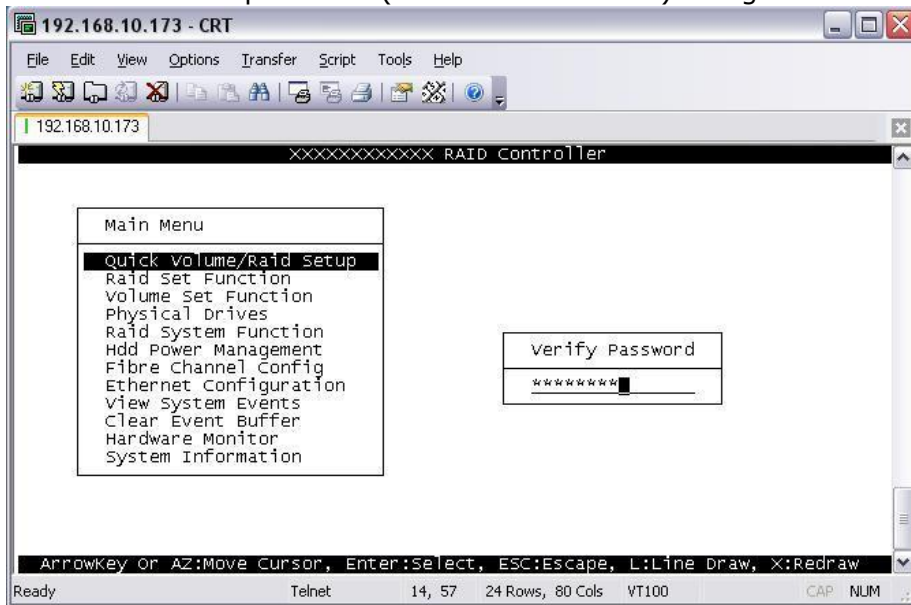 192.168.10.173 - CRT
File Edit View Options Transfer Script Tools Help
192.168.10.173
XXXXXXXXXXXX RAID Controller
Main Menu
Quick Volume/Raid Setup
Raid Set Function
Volume Set Function
Physical Drives
Raid System Function
Hdd Power Management
Fibre Channel Config
Ethernet Configuration
View System Events
Clear Event Buffer
Hardware Monitor
System Information
Verify Password
********
ArrowKey Or AZ:Move Cursor, Enter:Select, ESC:Escape, L:Line Draw, X:Redraw
Ready Telnet 14, 57 24 Rows, 80 Cols VT100 CAP NUM